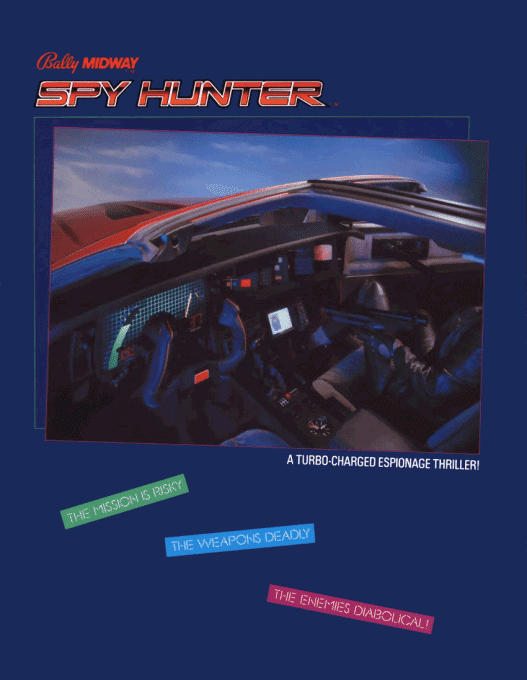 Bally MIDWAY
SPY HUNTER
A TURBO-CHARGED ESPIONAGE THRILLER!
THE MISSION IS RISKY
THE WEAPONS DEADLY
THE ENEMIES DIABOLICAL!